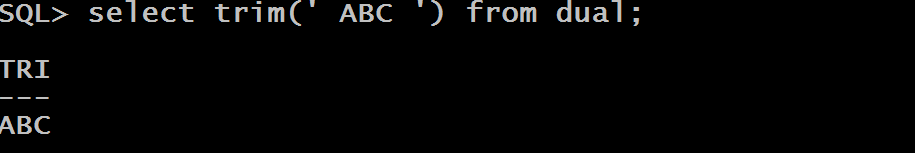 SQL> select trim(' ABC ') from dual;
TRI
---
ABC